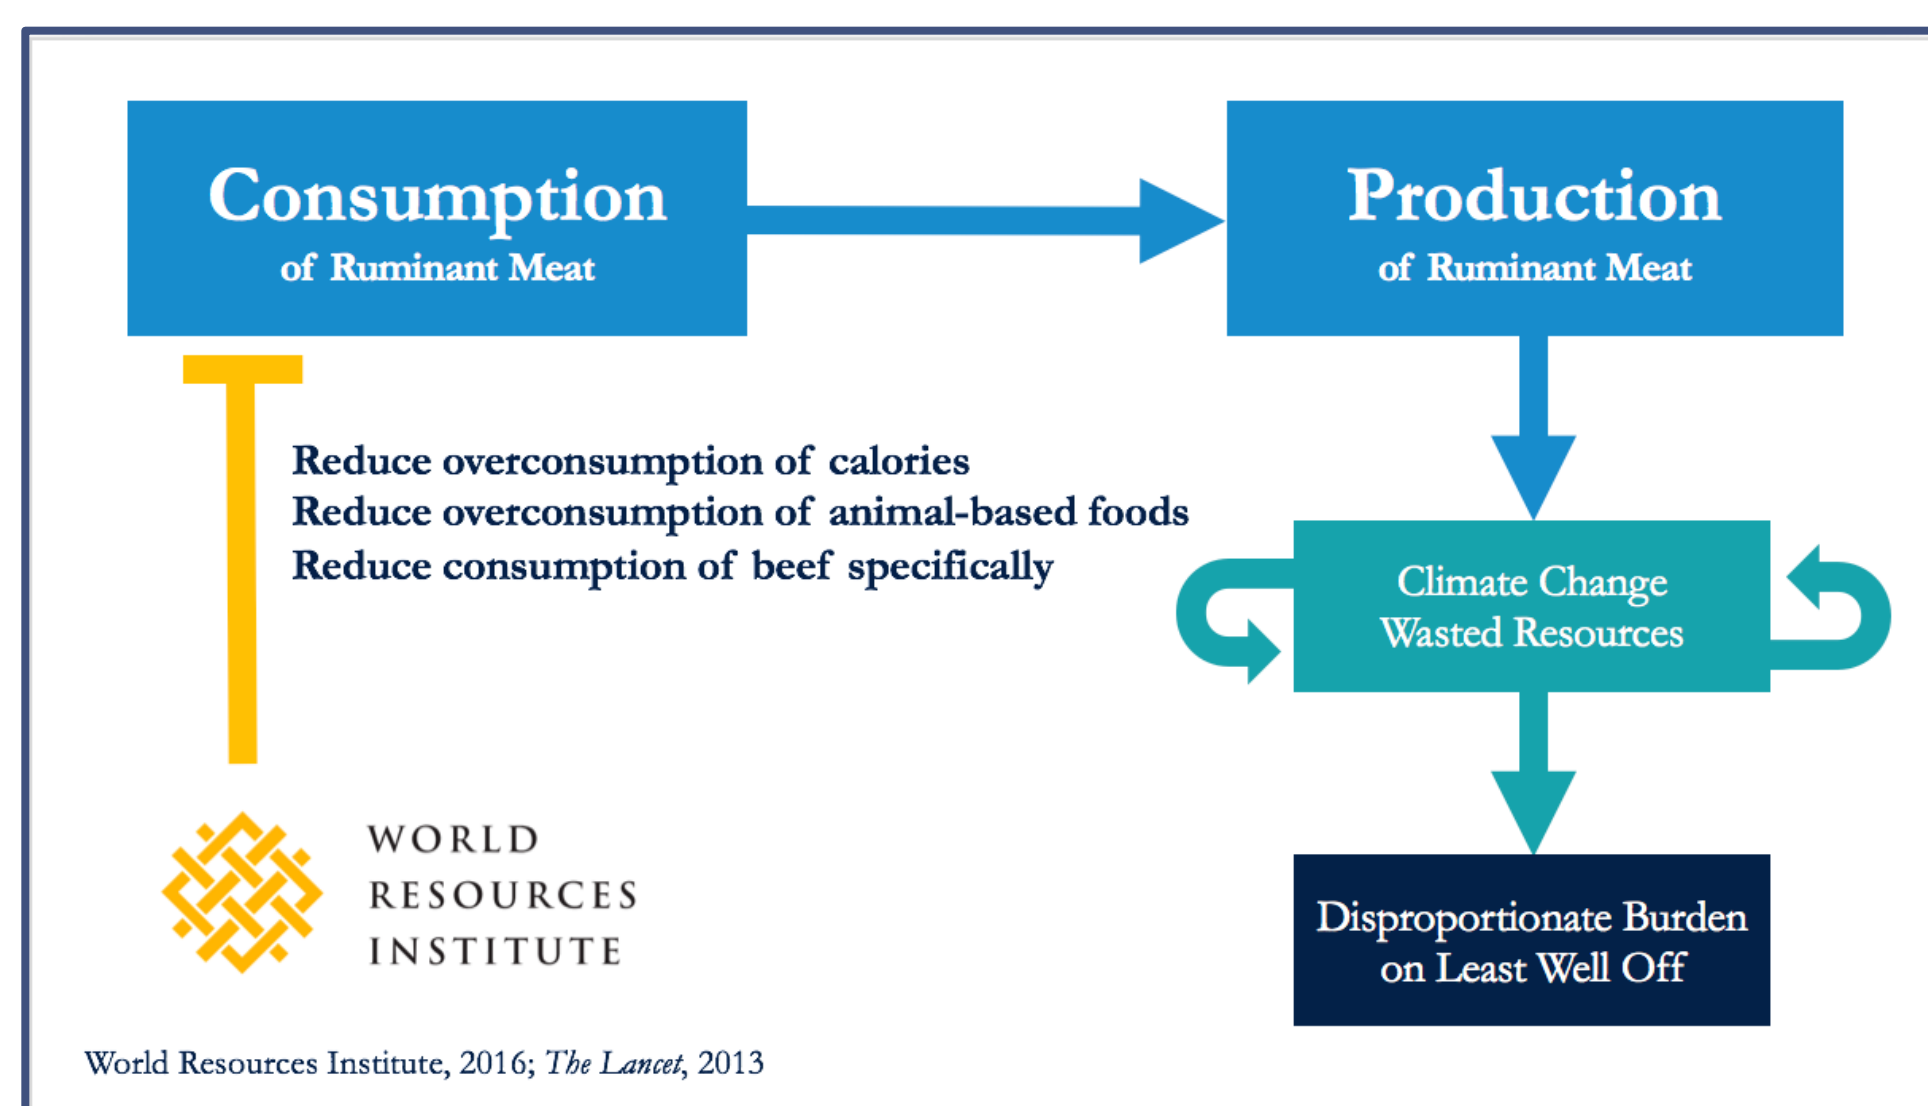 Consumption
of Ruminant Meat
Production
of Ruminant Meat
Reduce overconsumption of calories
Reduce overconsumption of animal-based foods
Reduce consumption of beef specifically
Climate Change
Wasted Resources
Disproportionate Burden
on Least Well Off
WORLD
RESOURCES
INSTITUTE
World Resources Institute, 2016; The Lancet, 2013